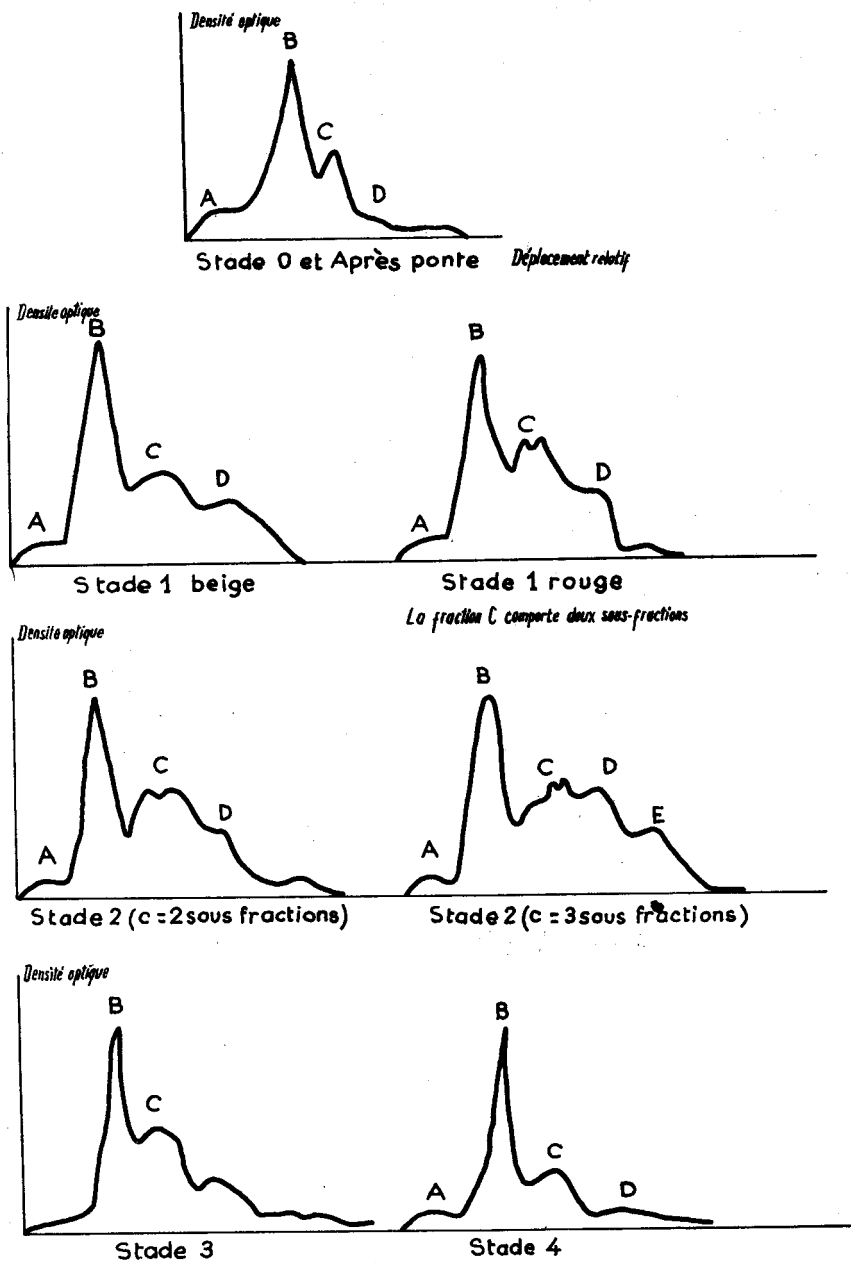 Densité optique
B
C
A
D
Stade 0 et Après ponte
Déplacement relatif
Densite optique
B
C
D
A
B
C
D
A
Stade 1 beige
Stade 1 rouge
La fraction C comporte deux sous-fractions
Densite optique
B
C
D
A
B
C
D
E
A
Stade 2 (c = 2 sous fractions)
Stade 2 (c = 3 sous fractions)
Densité optique
B
C
B
C
A
D
Stade 3
Stade 4